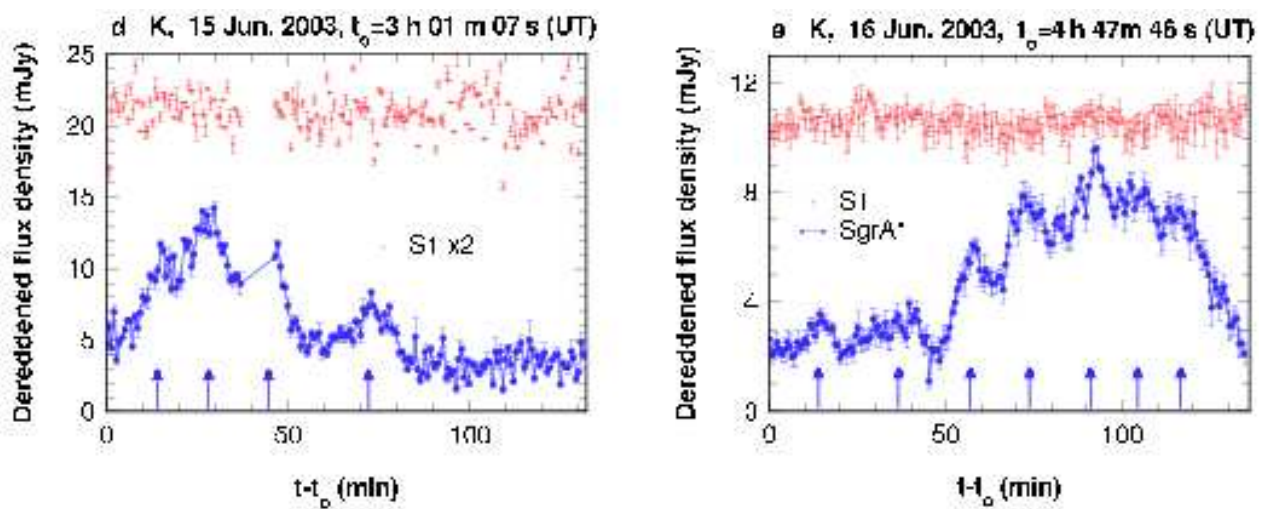 d K, 15 Jun. 2003, t₀=3 h 01 m 07 s (UT)
Dereddened flux density (mJy)
25
20
15
10
5
0
S1 x2
0 50 100
t-t₀ (min)
e K, 16 Jun. 2003, t₀=4 h 47m 46 s (UT)
Dereddened flux density (mJy)
12
8
4
0
S1
SgrA*
0 50 100
t-t₀ (min)